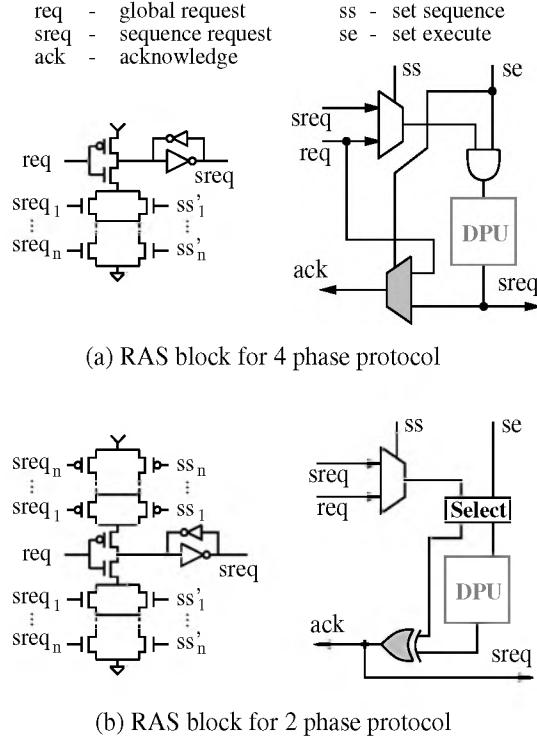 req - global request ss - set sequence
sreq - sequence request se - set execute
ack - acknowledge
ss se
sreq
req
req sreq
sreq1 ss'1
sreqn ss'n
DPU
ack sreq
(a) RAS block for 4 phase protocol
ss se
sreqn ssn
sreq
req
sreq1 ss1
Select
req sreq
sreq1 ss'1
DPU
sreqn ss'n
ack sreq
(b) RAS block for 2 phase protocol